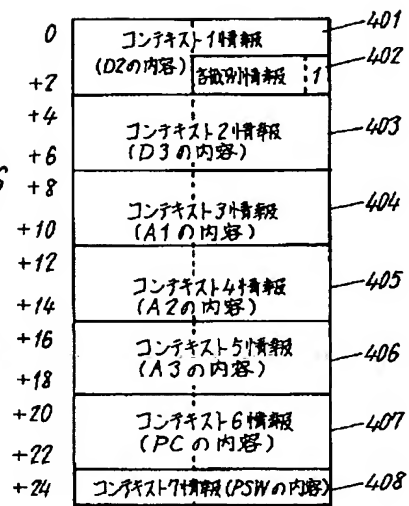 0 コンテキスト1情報 401
(D2の内容) 各識別情報 1 402
+2
+4 コンテキスト2情報 403
+6 (D3の内容)
+8 コンテキスト3情報 404
+10 (A1の内容)
+12 コンテキスト4情報 405
+14 (A2の内容)
+16 コンテキスト5情報 406
+18 (A3の内容)
+20 コンテキスト6情報 407
+22 (PCの内容)
+24 コンテキスト7情報(PSWの内容) 408